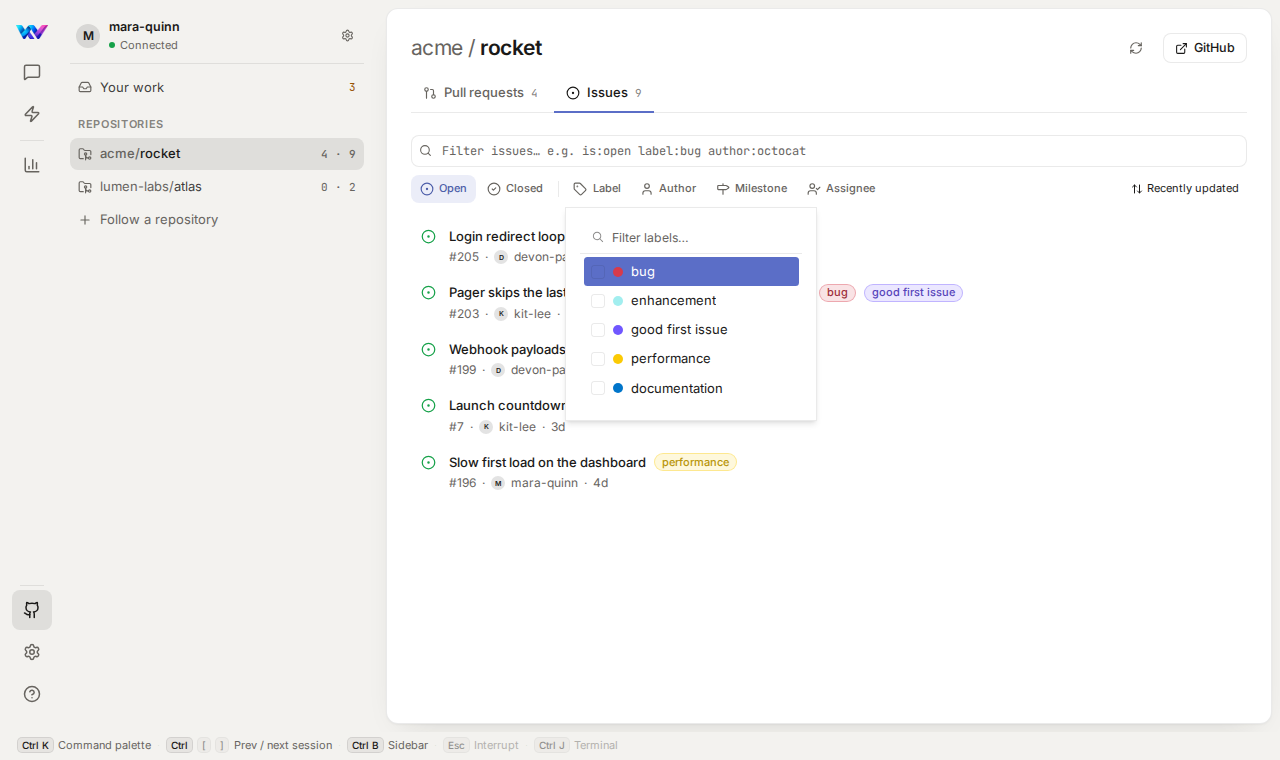 M mara-quinn
Connected
Your work 3
REPOSITORIES
acme/rocket 4 · 9
lumen-labs/atlas 0 · 2
Follow a repository
acme / rocket
GitHub
Pull requests 4 Issues 9
Filter issues… e.g. is:open label:bug author:octocat
Open Closed Label Author Milestone Assignee Recently updated
Login redirect loop
#205 · D devon-pa
Pager skips the last bug good first issue
#203 · K kit-lee ·
Webhook payloads
#199 · D devon-pa
Launch countdown
#7 · K kit-lee · 3d
Slow first load on the dashboard performance
#196 · M mara-quinn · 4d
Filter labels...
bug
enhancement
good first issue
performance
documentation
Ctrl K Command palette Ctrl [ ] Prev / next session Ctrl B Sidebar Esc Interrupt Ctrl J Terminal